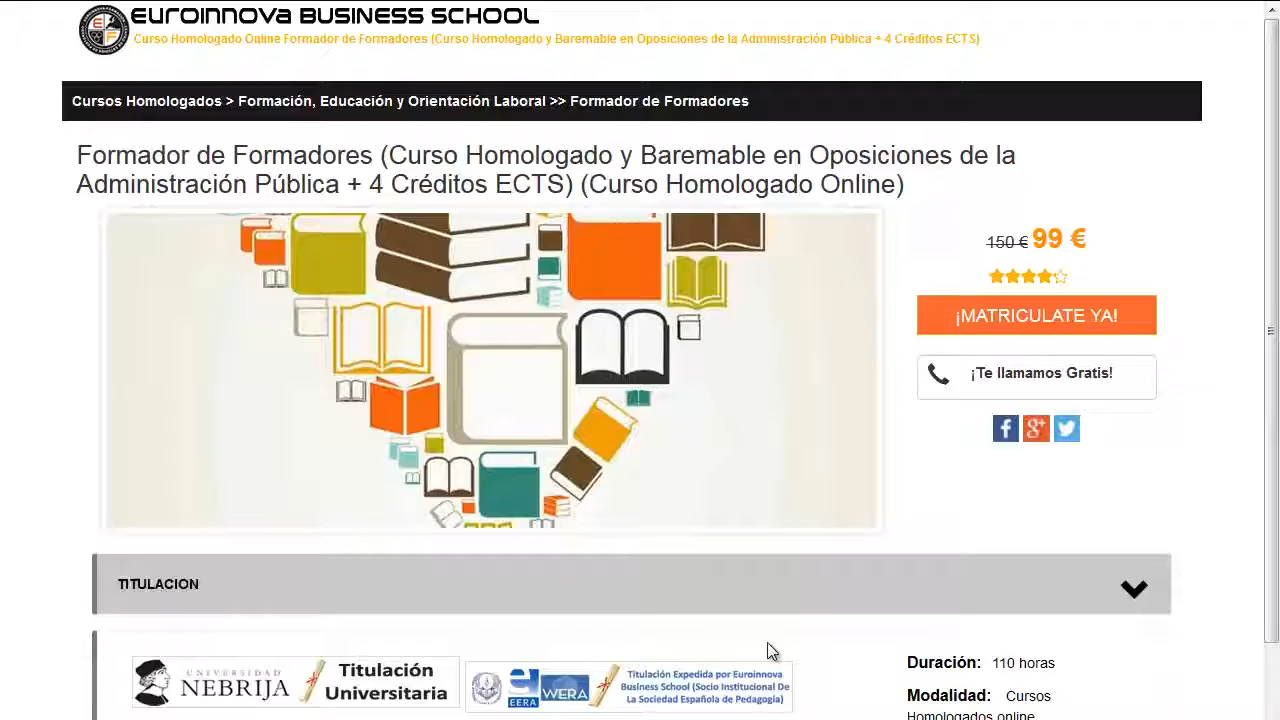 EUROINNOVA BUSINESS SCHOOL
Curso Homologado Online Formador de Formadores (Curso Homologado y Baremable en Oposiciones de la Administración Pública + 4 Créditos ECTS)
Cursos Homologados > Formación, Educación y Orientación Laboral >> Formador de Formadores
Formador de Formadores (Curso Homologado y Baremable en Oposiciones de la
Administración Pública + 4 Créditos ECTS) (Curso Homologado Online)
150 € 99 €
¡MATRICULATE YA!
¡Te llamamos Gratis!
TITULACION
UNIVERSIDAD
NEBRIJA
Titulación
Universitaria
EERA
WERA
Titulación Expedida por Euroinnova
Business School (Socio Institucional De
La Sociedad Española de Pedagogía)
Duración: 110 horas
Modalidad: Cursos
Homologados online